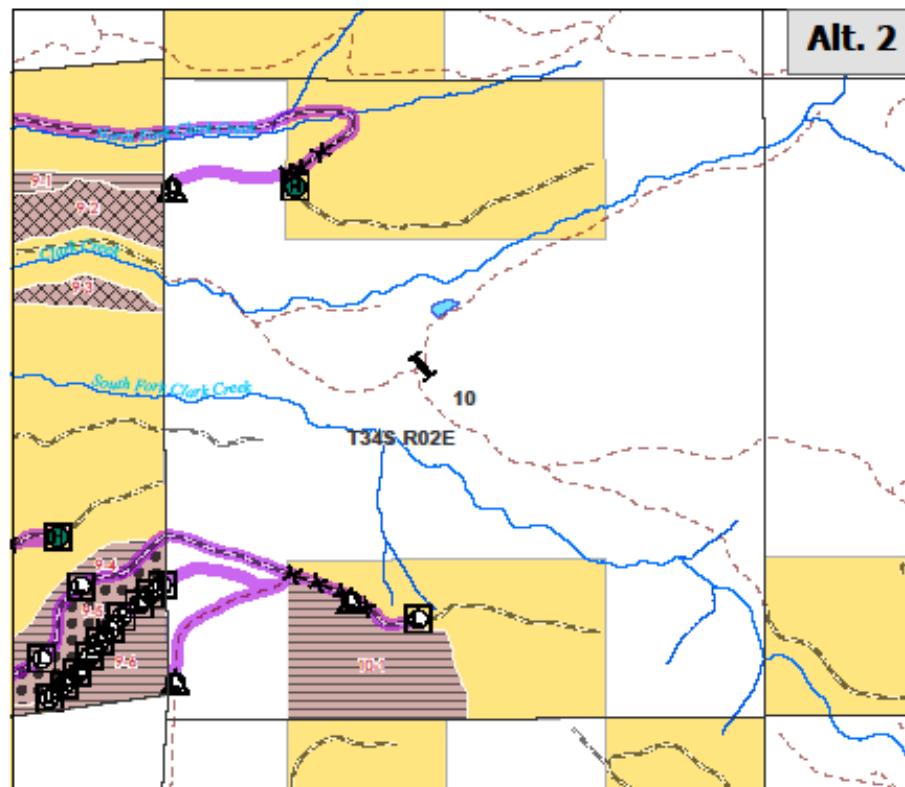 Alt. 2
North Fork Clark Creek
9-1
9-2
Clark Creek
9-3
South Fork Clark Creek
10
T34S R02E
H
H
9-4
9-5
9-6
10-1